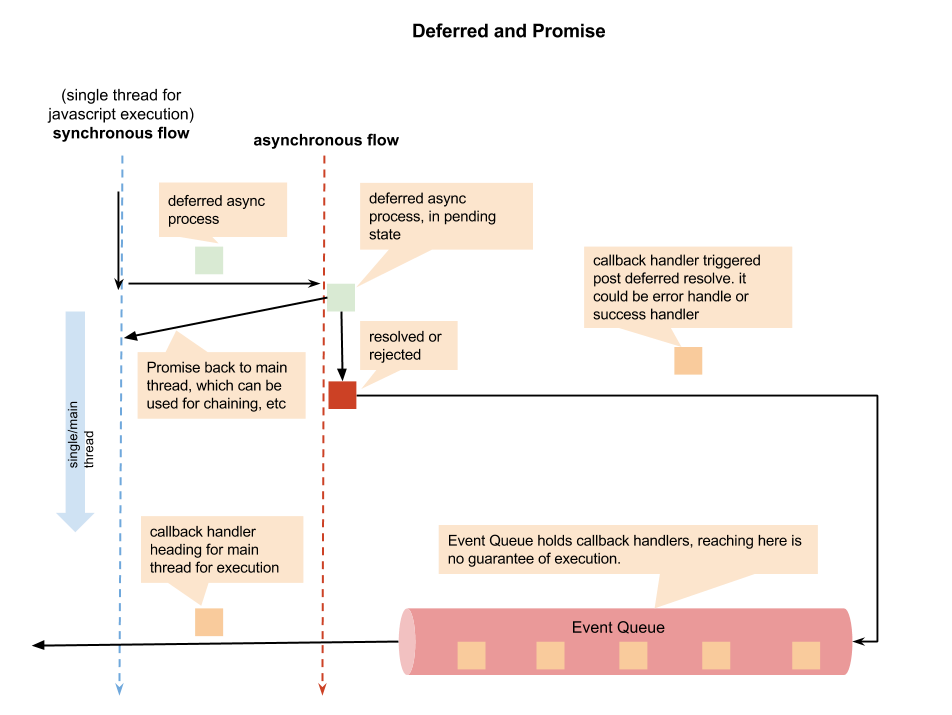 Deferred and Promise
(single thread for
javascript execution)
synchronous flow
asynchronous flow
deferred async
process
deferred async
process, in pending
state
callback handler triggered
post deferred resolve. it
could be error handle or
success handler
resolved or
rejected
Promise back to main
thread, which can be
used for chaining, etc
single/main
thread
callback handler
heading for main
thread for execution
Event Queue holds callback handlers, reaching here is
no guarantee of execution.
Event Queue